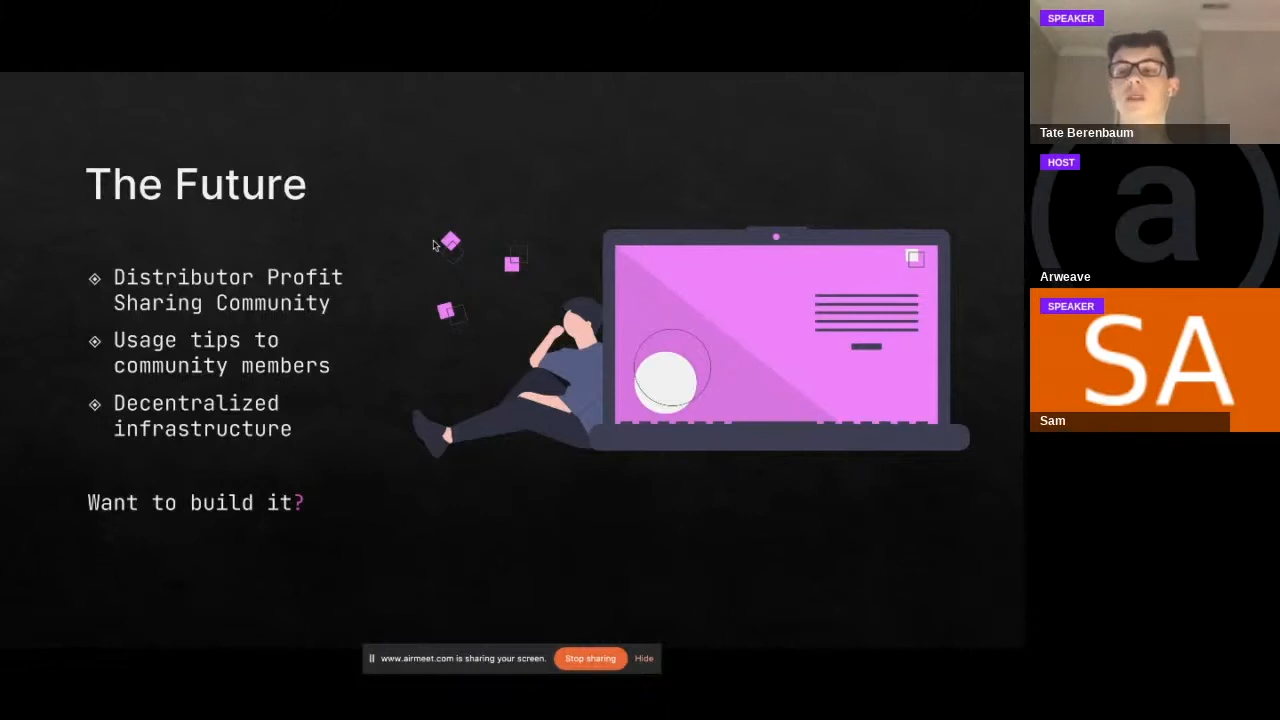 The Future
Distributor Profit
Sharing Community
Usage tips to
community members
Decentralized
infrastructure
Want to build it?
www.airmeet.com is sharing your screen.
Stop sharing
Hide
SPEAKER
Tate Berenbaum
HOST
a
Arweave
SPEAKER
SA
Sam